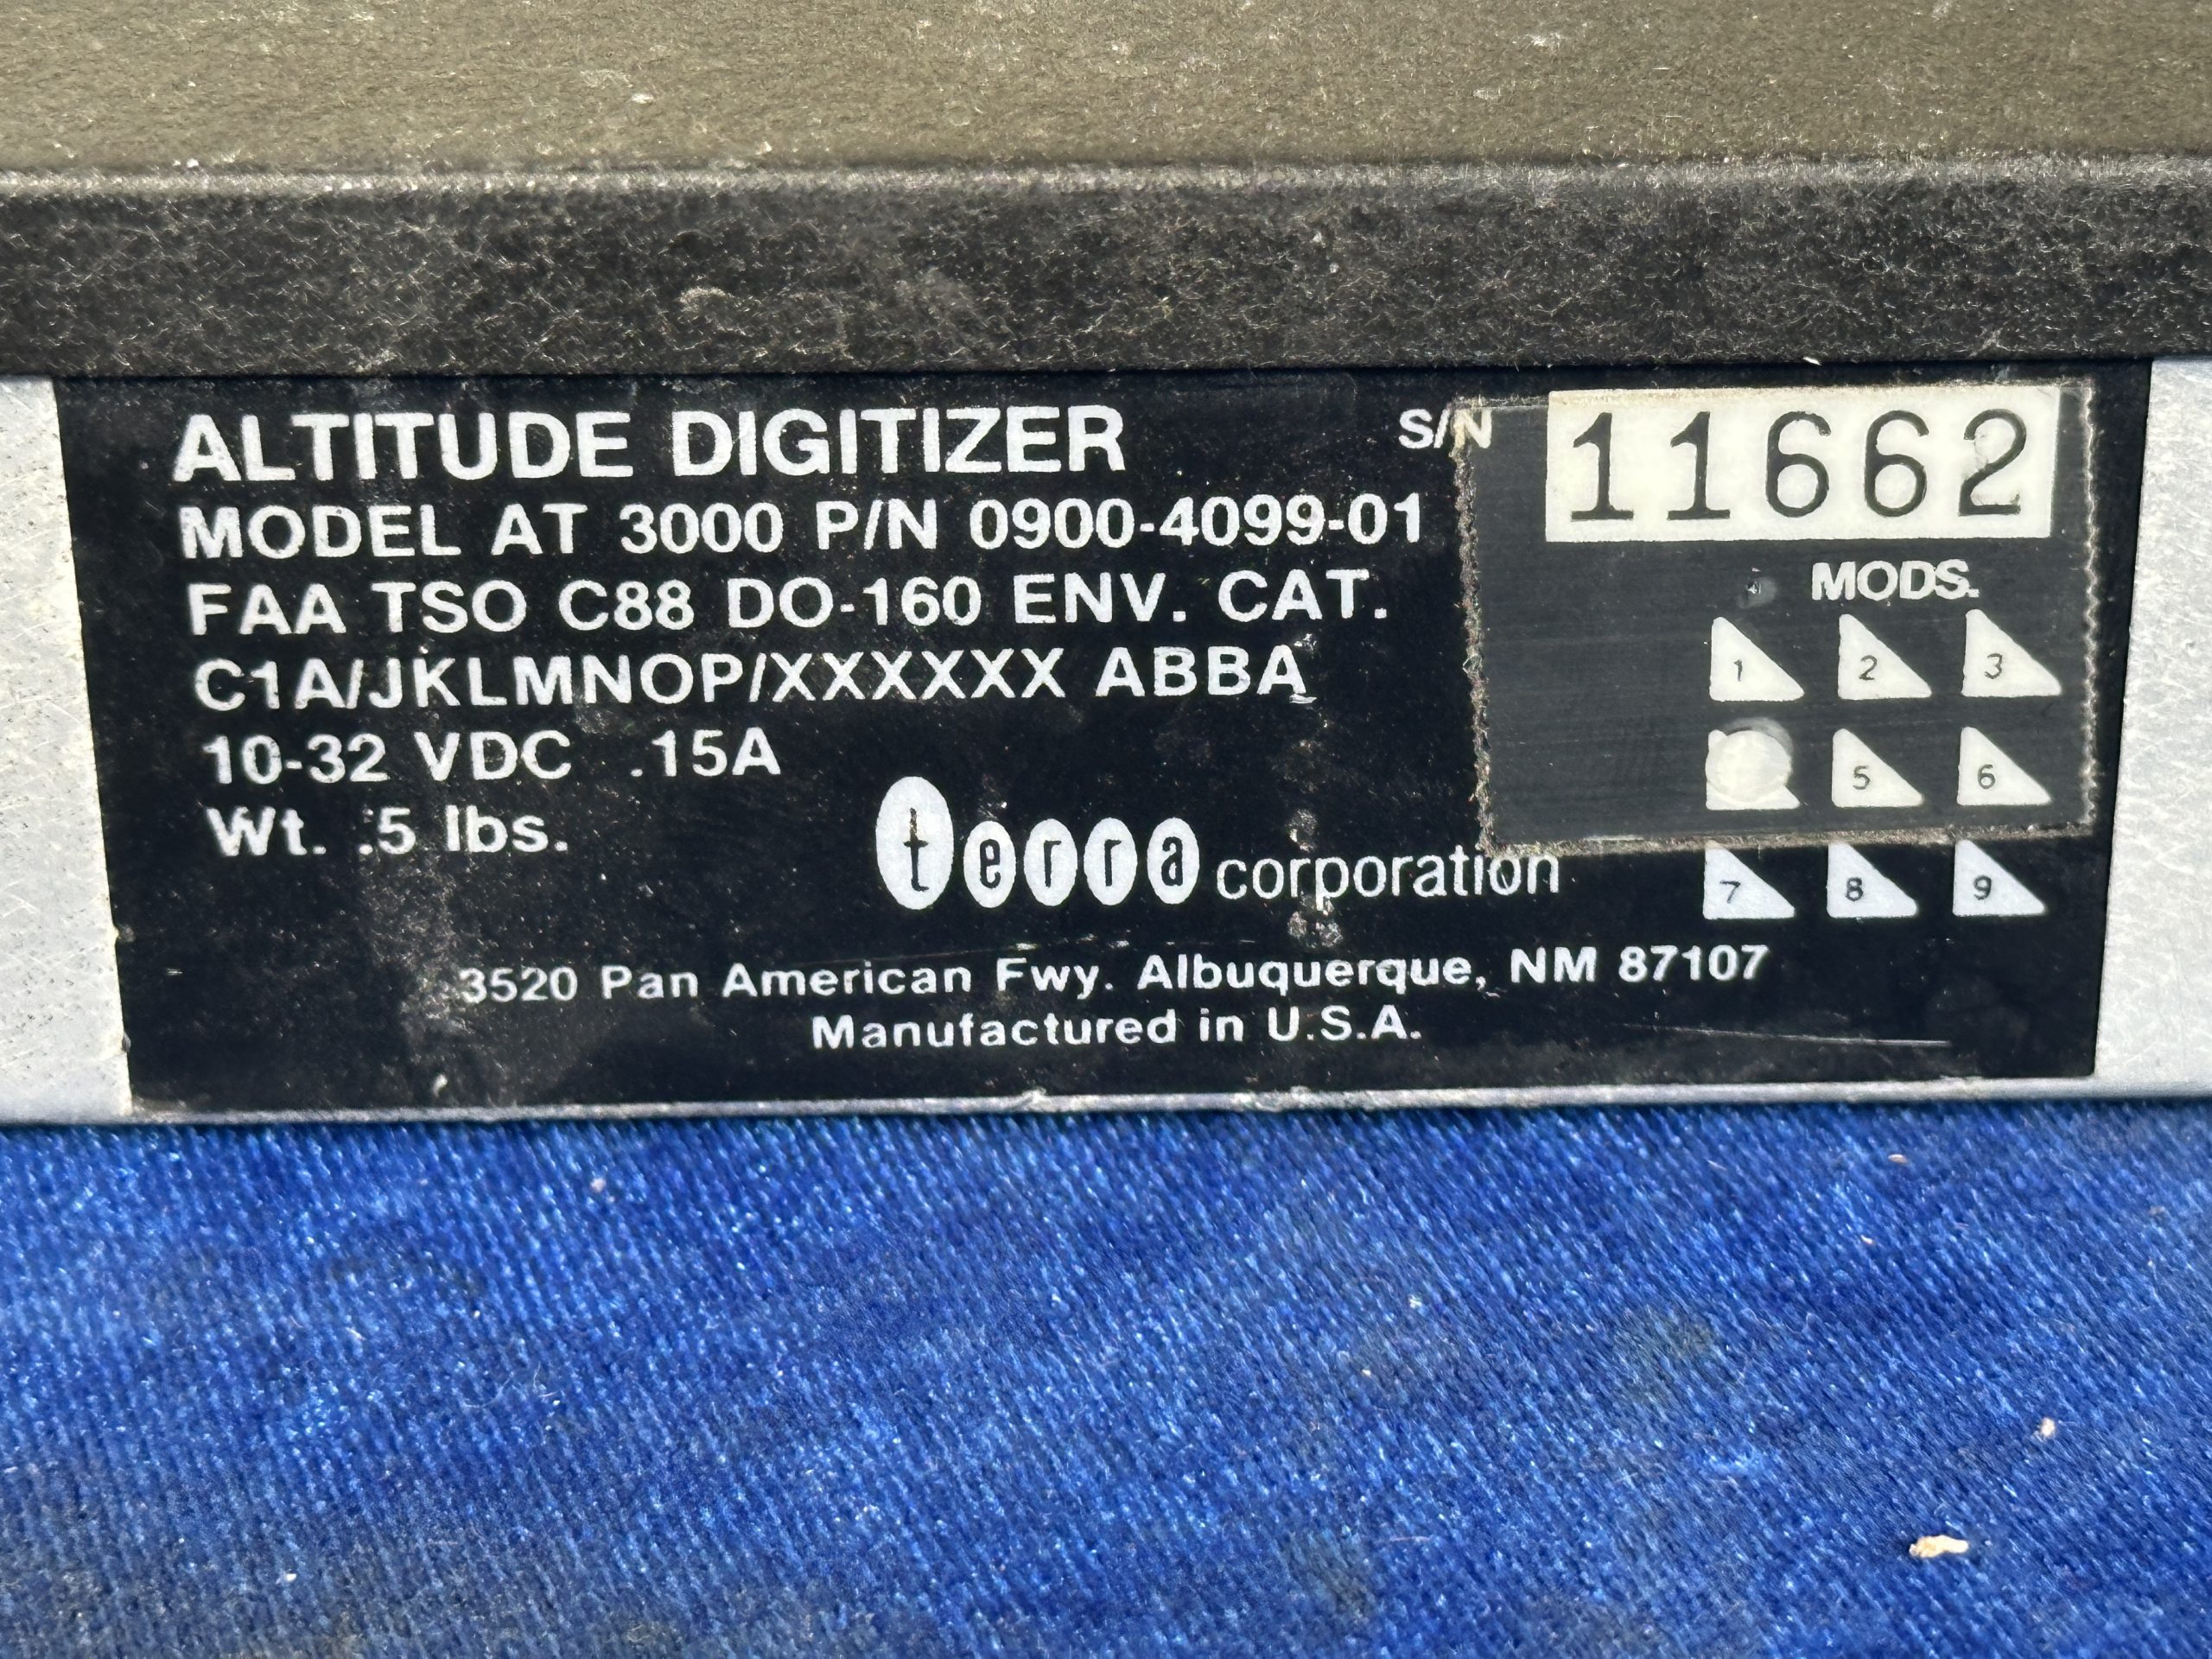 ALTITUDE DIGITIZER
S/N 11662
MODEL AT 3000 P/N 0900-4099-01
FAA TSO C88 DO-160 ENV. CAT.
C1A/JKLMNOP/XXXXXX ABBA
10-32 VDC .15A
Wt. .5 lbs.
MODS.
1 2 3
5 6
7 8 9
terra corporation
3520 Pan American Fwy. Albuquerque, NM 87107
Manufactured in U.S.A.